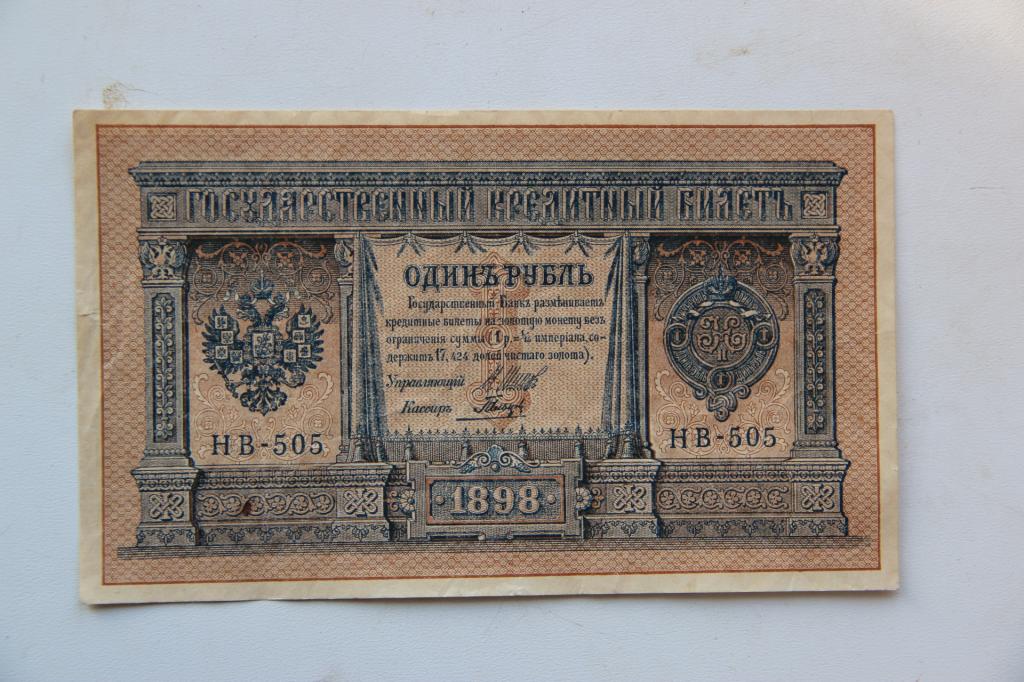 ГОСУДАРСТВЕННЫЙ КРЕДИТНЫЙ БИЛЕТЪ
ОДИНЪ РУБЛЬ
Государственный Банкъ размѣниваетъ
кредитные билеты на золотую монету безъ
ограниченія суммы (1 р. = 1/15 имперіала, со-
держитъ 17,424 долей чистаго золота).
Управляющій
Кассиръ
НВ-505
НВ-505
1898